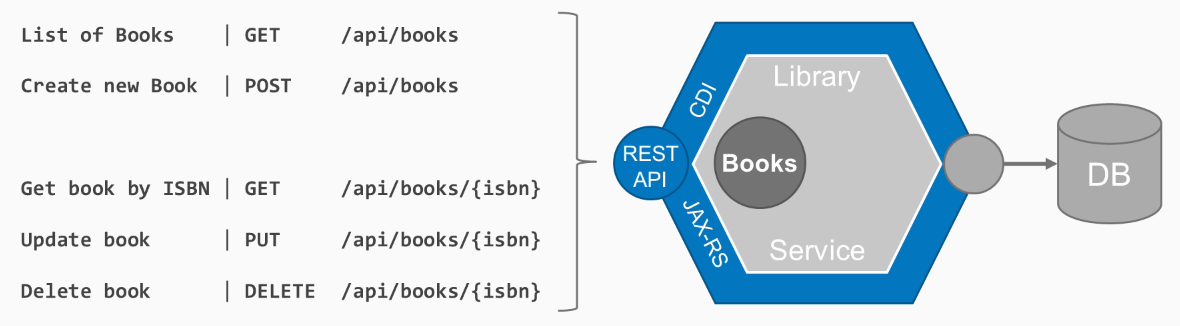 List of Books | GET /api/books
Create new Book | POST /api/books
Get book by ISBN | GET /api/books/{isbn}
Update book | PUT /api/books/{isbn}
Delete book | DELETE /api/books/{isbn}
REST
API
CDI
JAX-RS
Library
Books
Service
DB